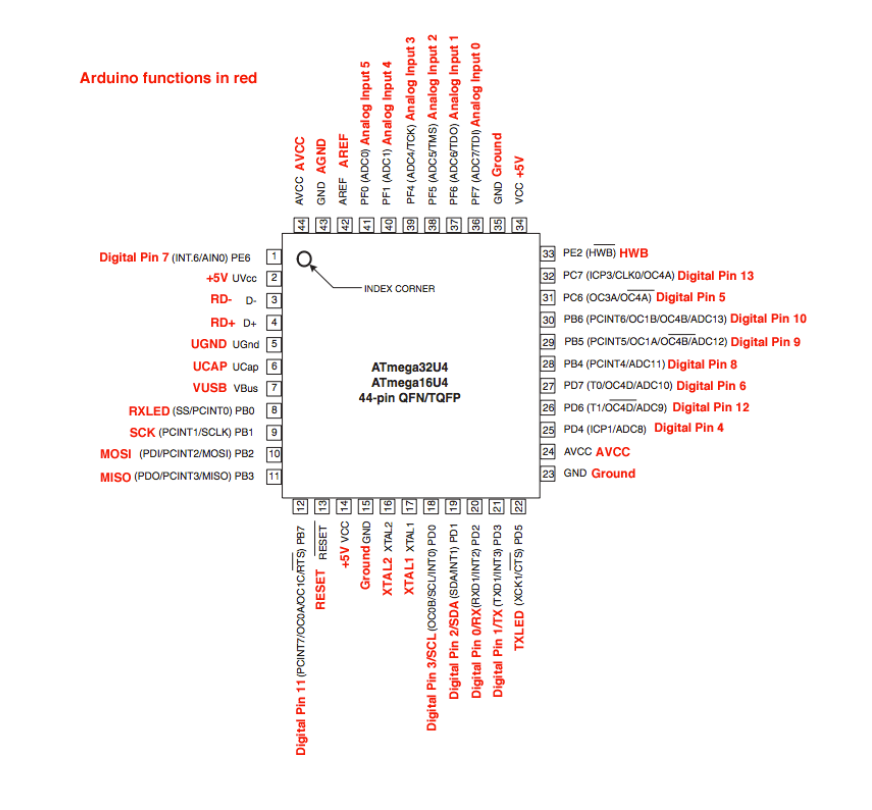 Arduino functions in red
AVCC AVCC
GND AGND
AREF AREF
PF0 (ADC0) Analog Input 5
PF1 (ADC1) Analog Input 4
PF4 (ADC4/TCK) Analog Input 3
PF5 (ADC5/TMS) Analog Input 2
PF6 (ADC6/TDO) Analog Input 1
PF7 (ADC7/TDI) Analog Input 0
GND Ground
VCC +5V
44 43 42 41 40 39 38 37 36 35 34
Digital Pin 7 (INT.6/AIN0) PE6 1
+5V UVcc 2
RD- D- 3
RD+ D+ 4
UGND UGnd 5
UCAP UCap 6
VUSB VBus 7
RXLED (SS/PCINT0) PB0 8
SCK (PCINT1/SCLK) PB1 9
MOSI (PDI/PCINT2/MOSI) PB2 10
MISO (PDO/PCINT3/MISO) PB3 11
INDEX CORNER
ATmega32U4
ATmega16U4
44-pin QFN/TQFP
33 PE2 (HWB) HWB
32 PC7 (ICP3/CLK0/OC4A) Digital Pin 13
31 PC6 (OC3A/OC4A) Digital Pin 5
30 PB6 (PCINT6/OC1B/OC4B/ADC13) Digital Pin 10
29 PB5 (PCINT5/OC1A/OC4B/ADC12) Digital Pin 9
28 PB4 (PCINT4/ADC11) Digital Pin 8
27 PD7 (T0/OC4D/ADC10) Digital Pin 6
26 PD6 (T1/OC4D/ADC9) Digital Pin 12
25 PD4 (ICP1/ADC8) Digital Pin 4
24 AVCC AVCC
23 GND Ground
12 13 14 15 16 17 18 19 20 21 22
Digital Pin 11 (PCINT7/OC0A/OC1C/RTS) PB7
RESET RESET
+5V VCC
Ground GND
XTAL2 XTAL2
XTAL1 XTAL1
Digital Pin 3/SCL (OC0B/SCL/INT0) PD0
Digital Pin 2/SDA (SDA/INT1) PD1
Digital Pin 0/RX (RXD1/INT2) PD2
Digital Pin 1/TX (TXD1/INT3) PD3
TXLED (XCK1/CTS) PD5